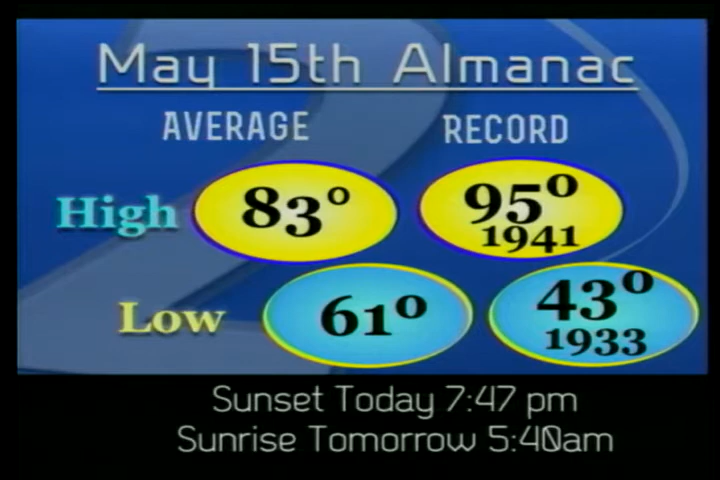 May 15th Almanac
AVERAGE RECORD
High 83° 95°
1941
Low 61° 43°
1933
Sunset Today 7:47 pm
Sunrise Tomorrow 5:40am